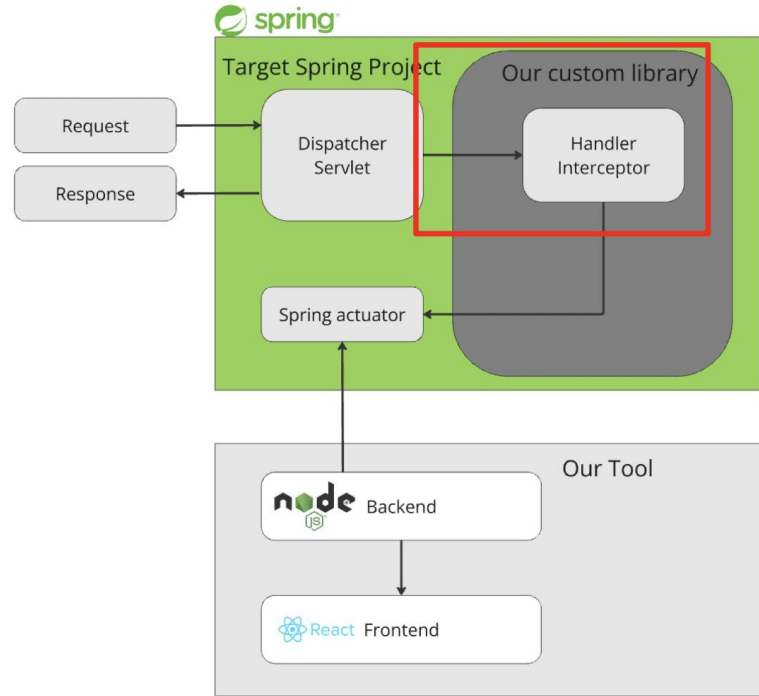 spring
Target Spring Project
Our custom library
Request
Dispatcher
Servlet
Handler
Interceptor
Response
Spring actuator
Our Tool
node
JS
Backend
React Frontend